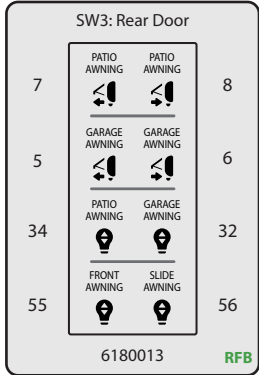 SW3: Rear Door
PATIO AWNING PATIO AWNING
7 8
GARAGE AWNING GARAGE AWNING
5 6
PATIO AWNING GARAGE AWNING
34 32
FRONT AWNING SLIDE AWNING
55 56
6180013 RFB